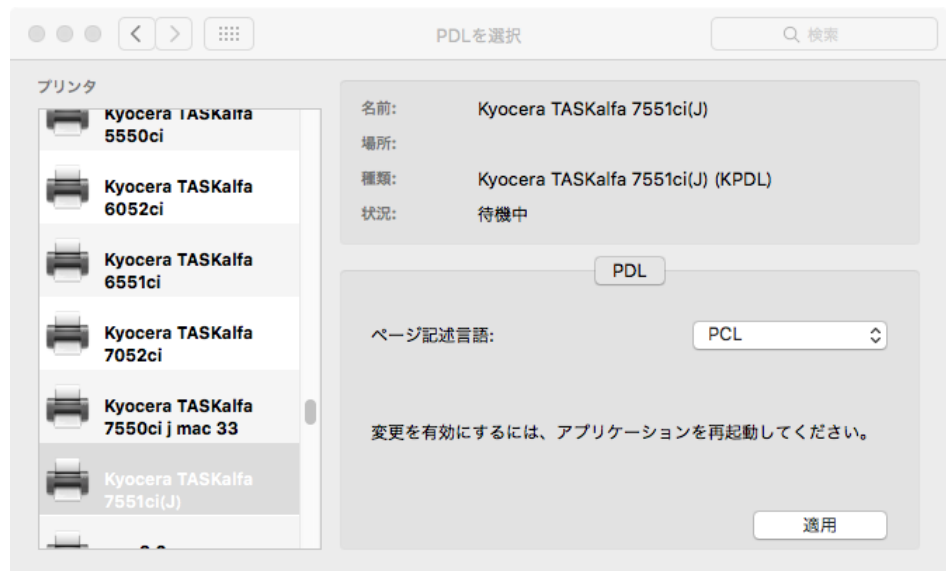 PDLを選択
検索
プリンタ
Kyocera TASKalfa
5550ci
Kyocera TASKalfa
6052ci
Kyocera TASKalfa
6551ci
Kyocera TASKalfa
7052ci
Kyocera TASKalfa
7550ci j mac 33
Kyocera TASKalfa
7551ci(J)
名前: Kyocera TASKalfa 7551ci(J)
場所:
種類: Kyocera TASKalfa 7551ci(J) (KPDL)
状況: 待機中
PDL
ページ記述言語: PCL
変更を有効にするには、アプリケーションを再起動してください。
適用